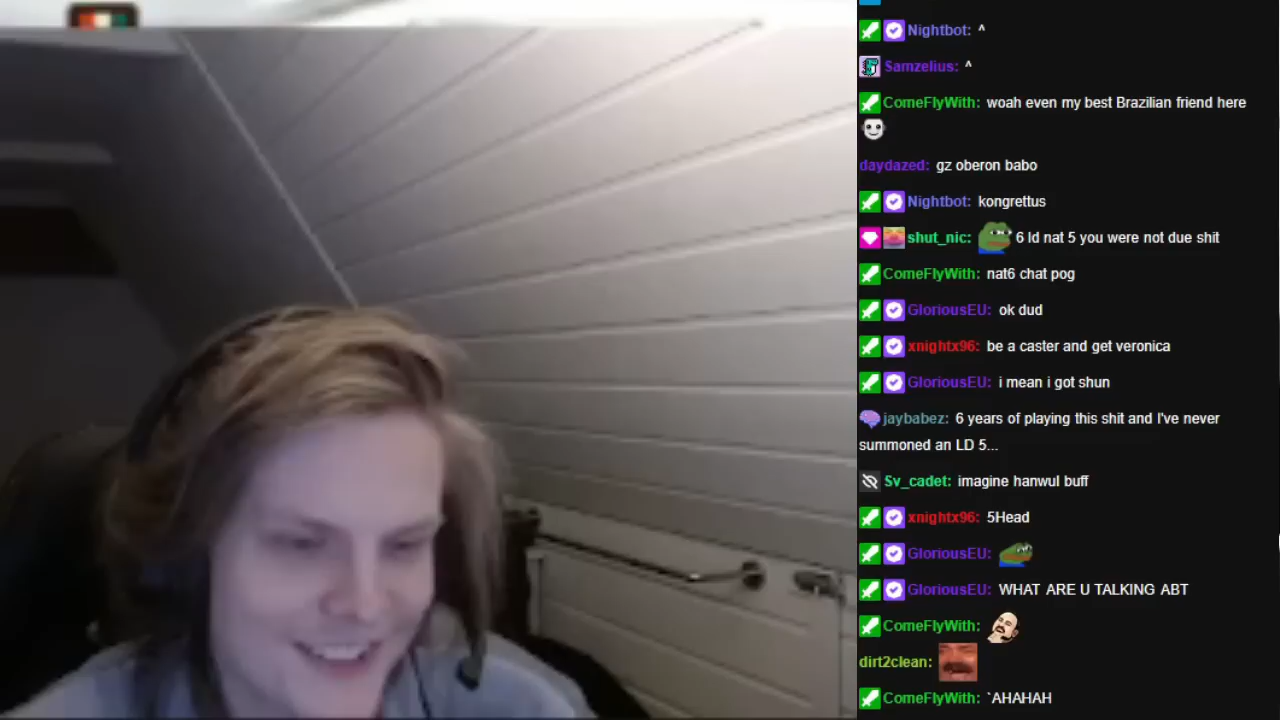 Nightbot: ^
Samzelius: ^
ComeFlyWith: woah even my best Brazilian friend here
daydazed: gz oberon babo
Nightbot: kongrettus
shut_nic: 6 ld nat 5 you were not due shit
ComeFlyWith: nat6 chat pog
GloriousEU: ok dud
xnightx96: be a caster and get veronica
GloriousEU: i mean i got shun
jaybabez: 6 years of playing this shit and I've never
summoned an LD 5...
Sv_cadet: imagine hanwul buff
xnightx96: 5Head
GloriousEU:
GloriousEU: WHAT ARE U TALKING ABT
ComeFlyWith:
dirt2clean:
ComeFlyWith: `AHAHAH